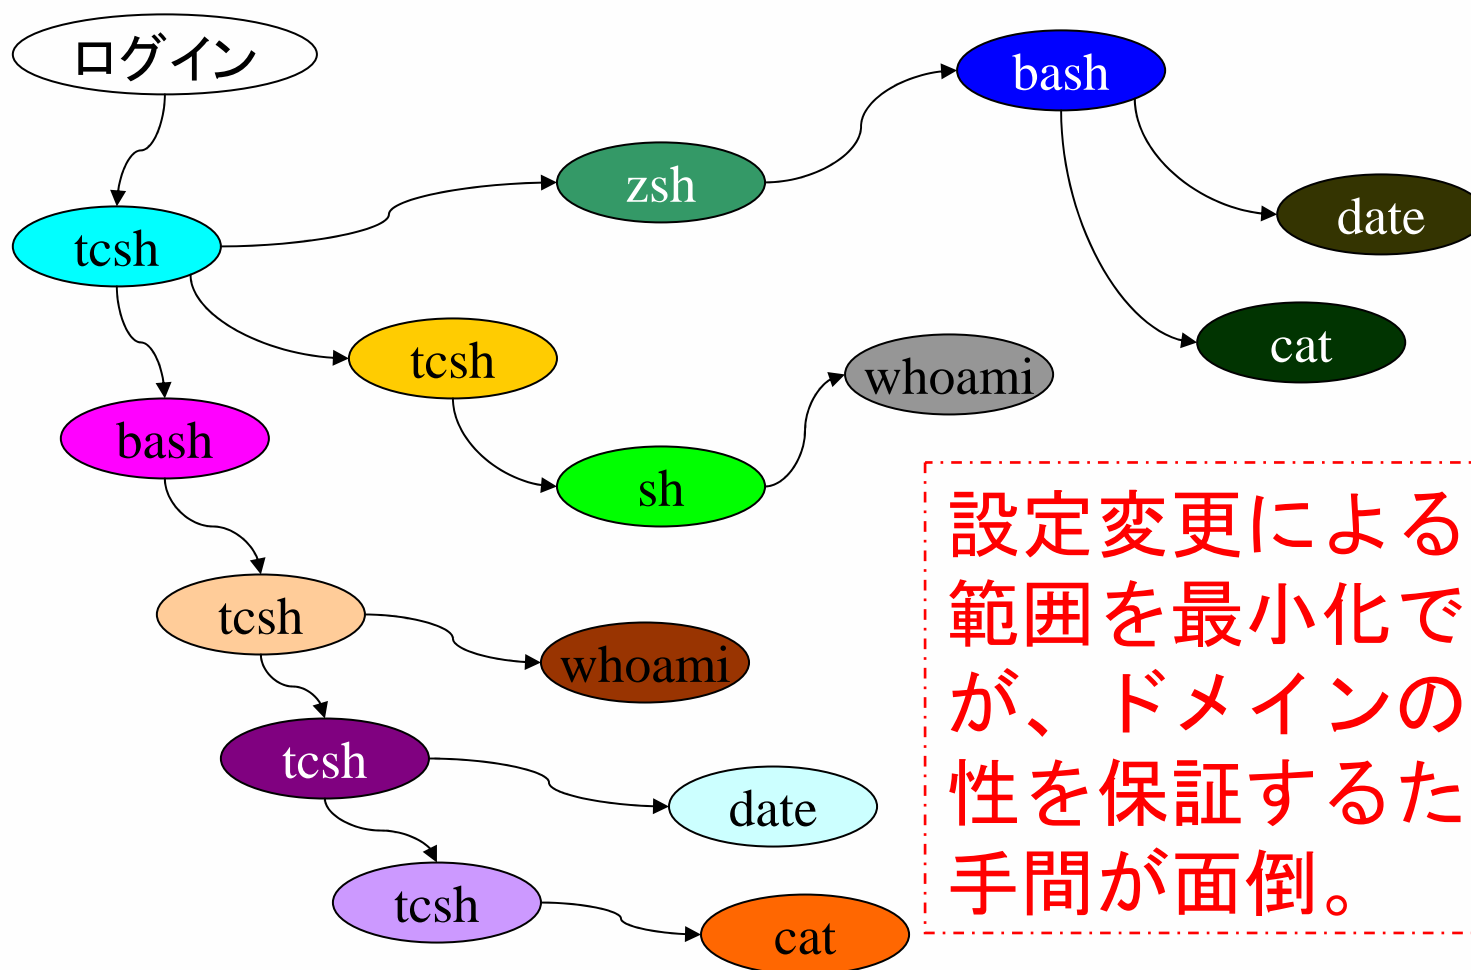 ログイン
bash
zsh
date
tcsh
cat
tcsh
whoami
bash
sh
設定変更による
範囲を最小化で
が、ドメインの
性を保証するた
手間が面倒。
tcsh
whoami
tcsh
date
tcsh
cat